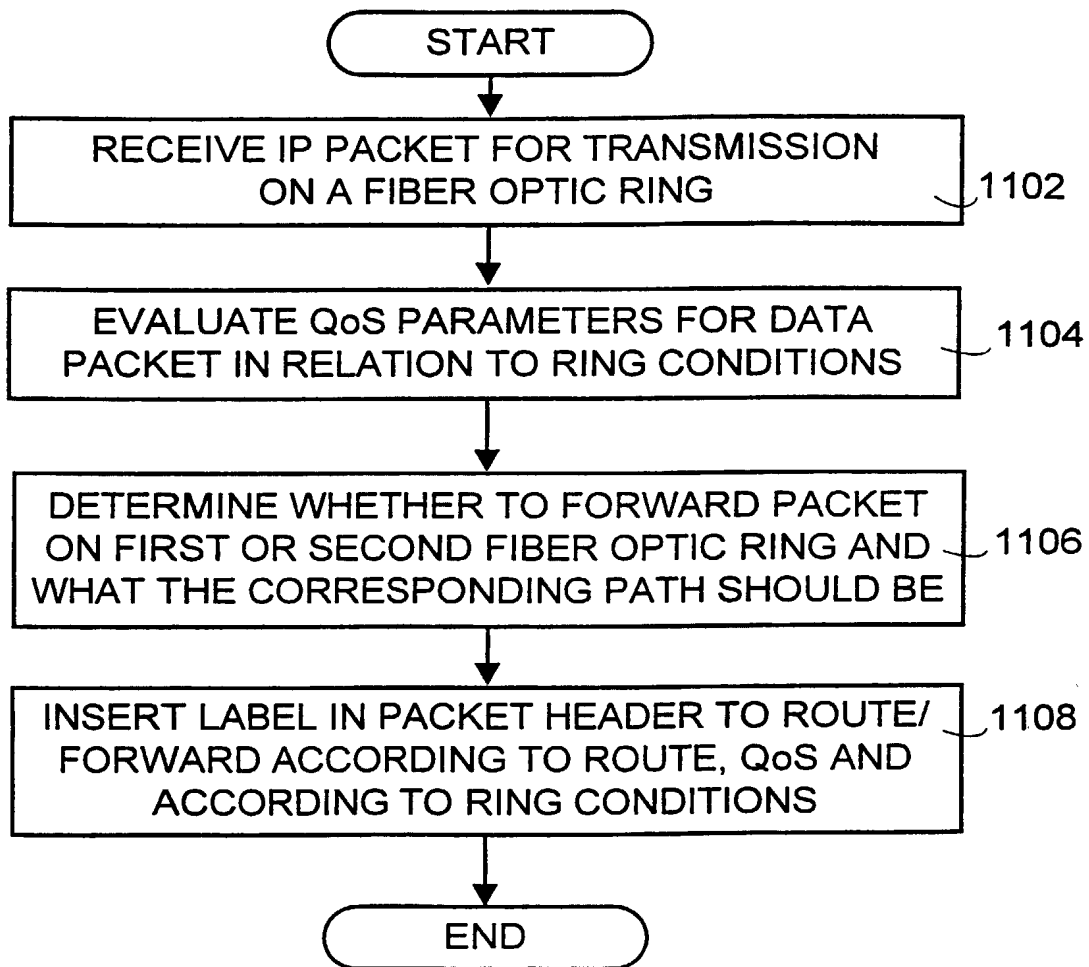 START
RECEIVE IP PACKET FOR TRANSMISSION
ON A FIBER OPTIC RING
1102
EVALUATE QoS PARAMETERS FOR DATA
PACKET IN RELATION TO RING CONDITIONS
1104
DETERMINE WHETHER TO FORWARD PACKET
ON FIRST OR SECOND FIBER OPTIC RING AND
WHAT THE CORRESPONDING PATH SHOULD BE
1106
INSERT LABEL IN PACKET HEADER TO ROUTE/
FORWARD ACCORDING TO ROUTE, QoS AND
ACCORDING TO RING CONDITIONS
1108
END